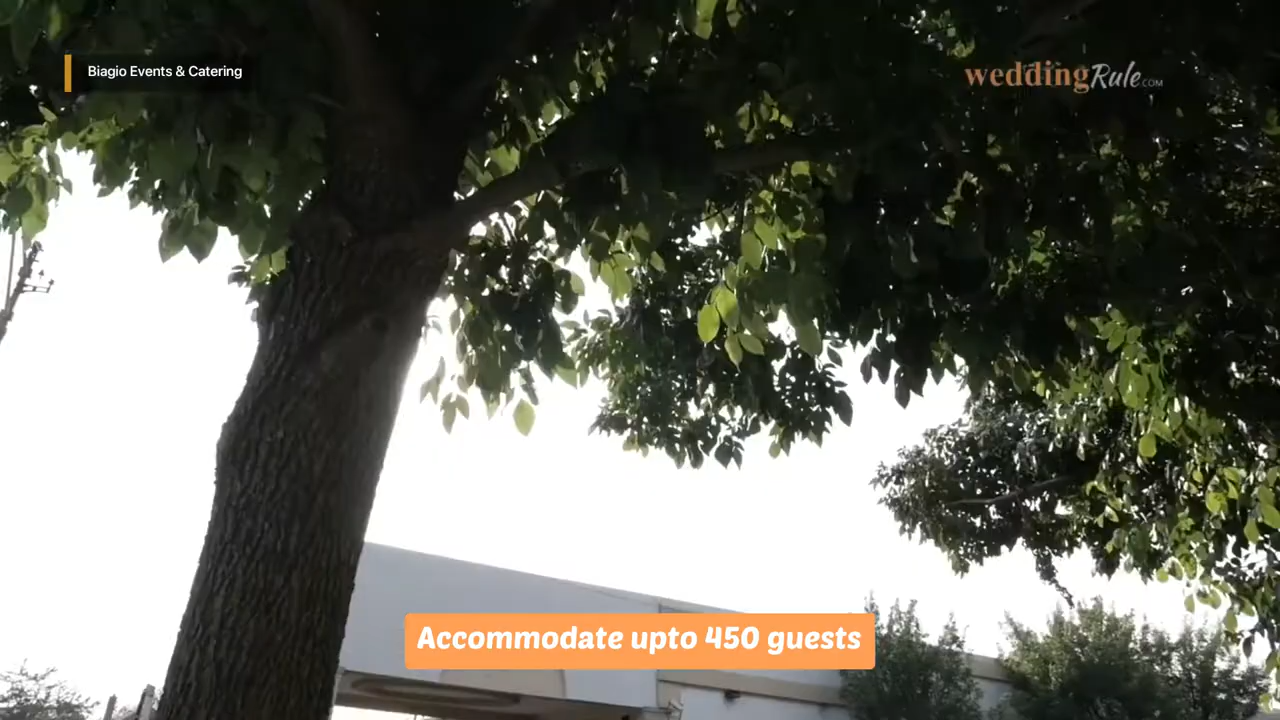 Biagio Events & Catering
weddingRule.COM
Accommodate upto 450 guests